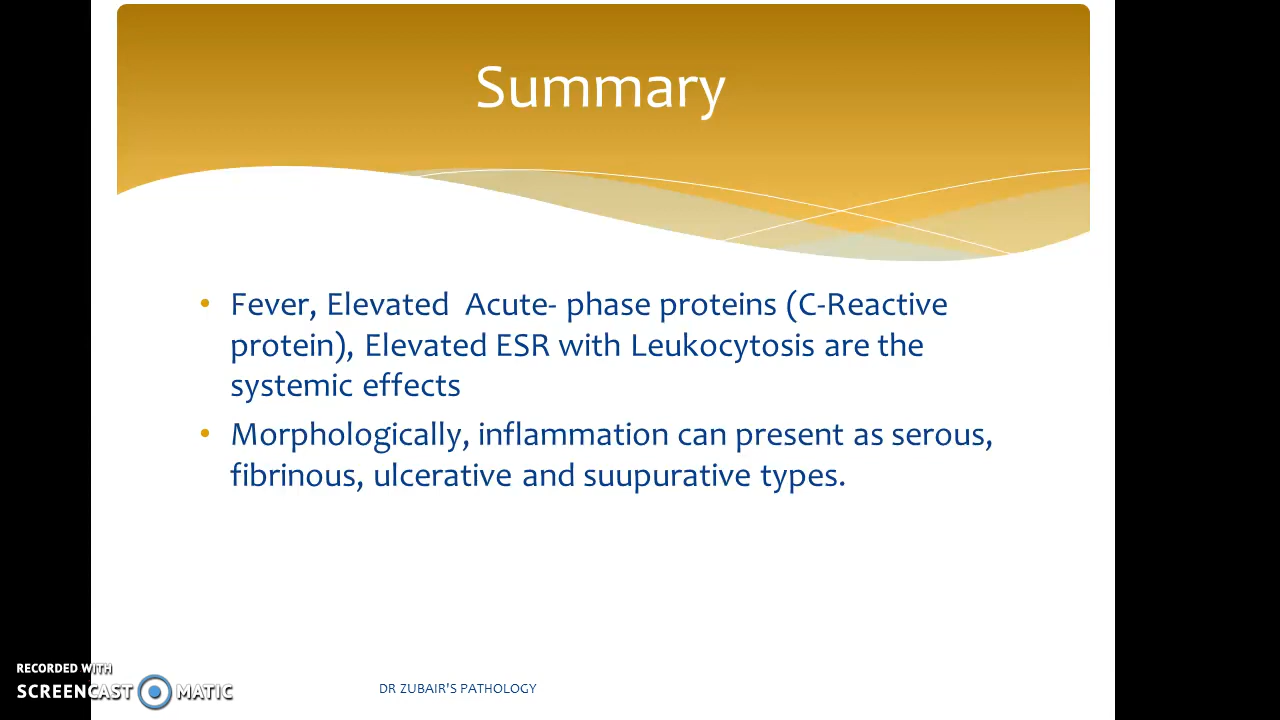 Summary
• Fever, Elevated Acute- phase proteins (C-Reactive
protein), Elevated ESR with Leukocytosis are the
systemic effects
• Morphologically, inflammation can present as serous,
fibrinous, ulcerative and suupurative types.
RECORDED WITH
SCREENCAST MATIC
DR ZUBAIR'S PATHOLOGY